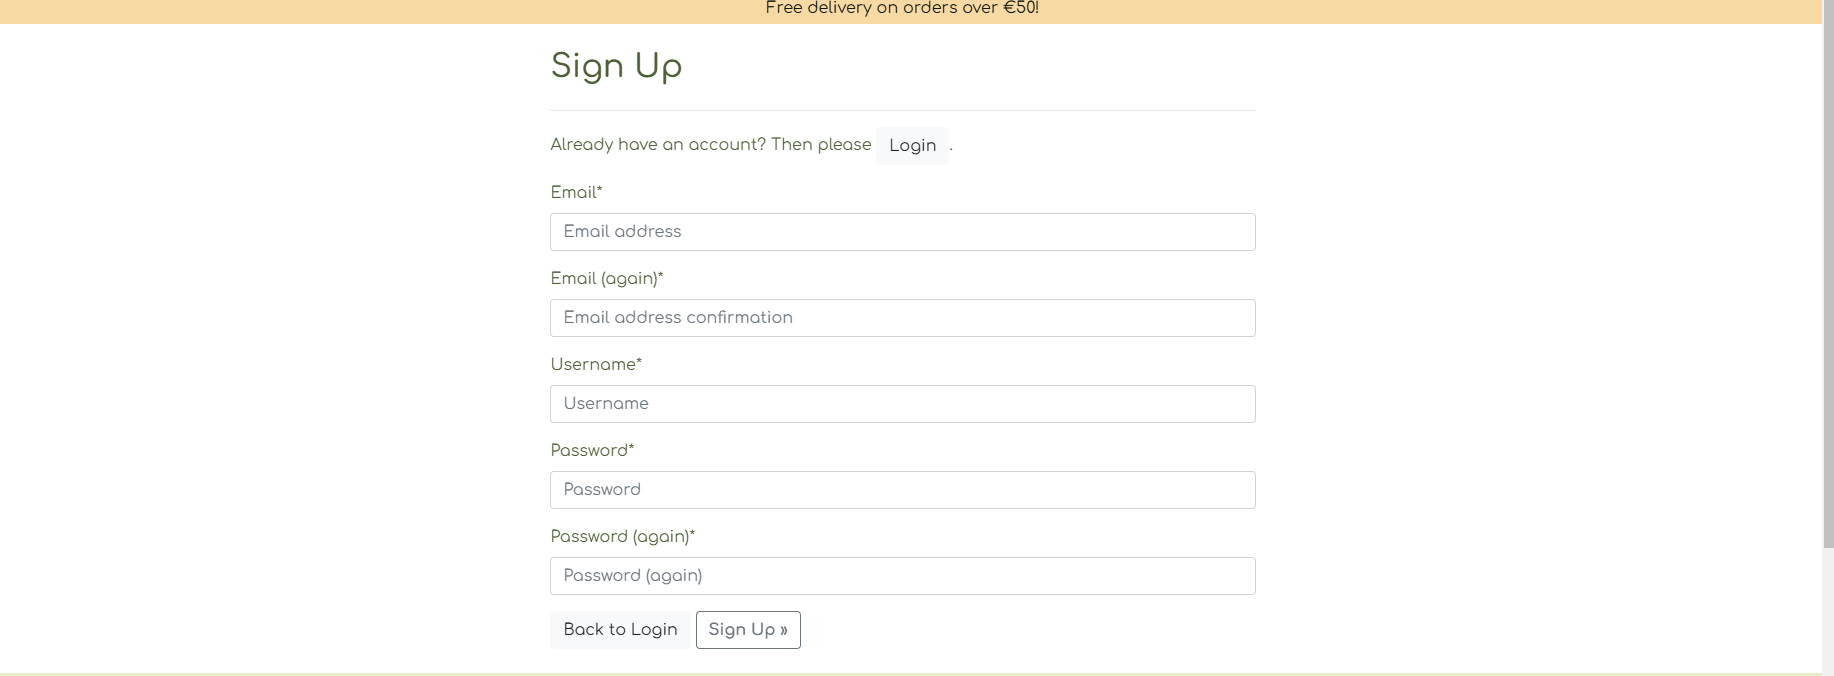 Free delivery on orders over €50!
Sign Up
Already have an account? Then please Login .
Email*
Email address
Email (again)*
Email address confirmation
Username*
Username
Password*
Password
Password (again)*
Password (again)
Back to Login Sign Up »